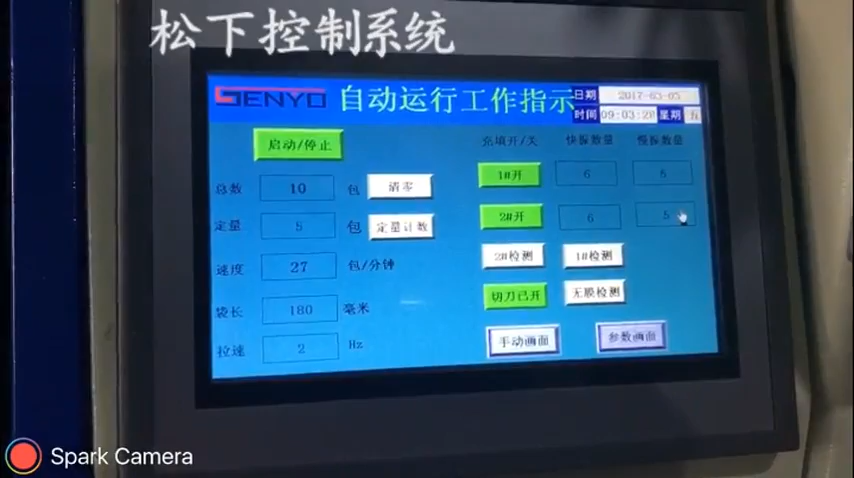 松下控制系统
SENYO 自动运行工作指示 日期 2017-03-05
时间 09:03:20 星期 五
启动/停止 充填开/关 快振数量 慢振数量
总数 10 包 清零 1#开 6 6
定量 5 包 定量计数 2#开 6 5
速度 27 包/分钟 2#检测 1#检测
袋长 180 毫米 切刀已开 无膜检测
拉速 2 Hz 手动画面 参数画面
Spark Camera